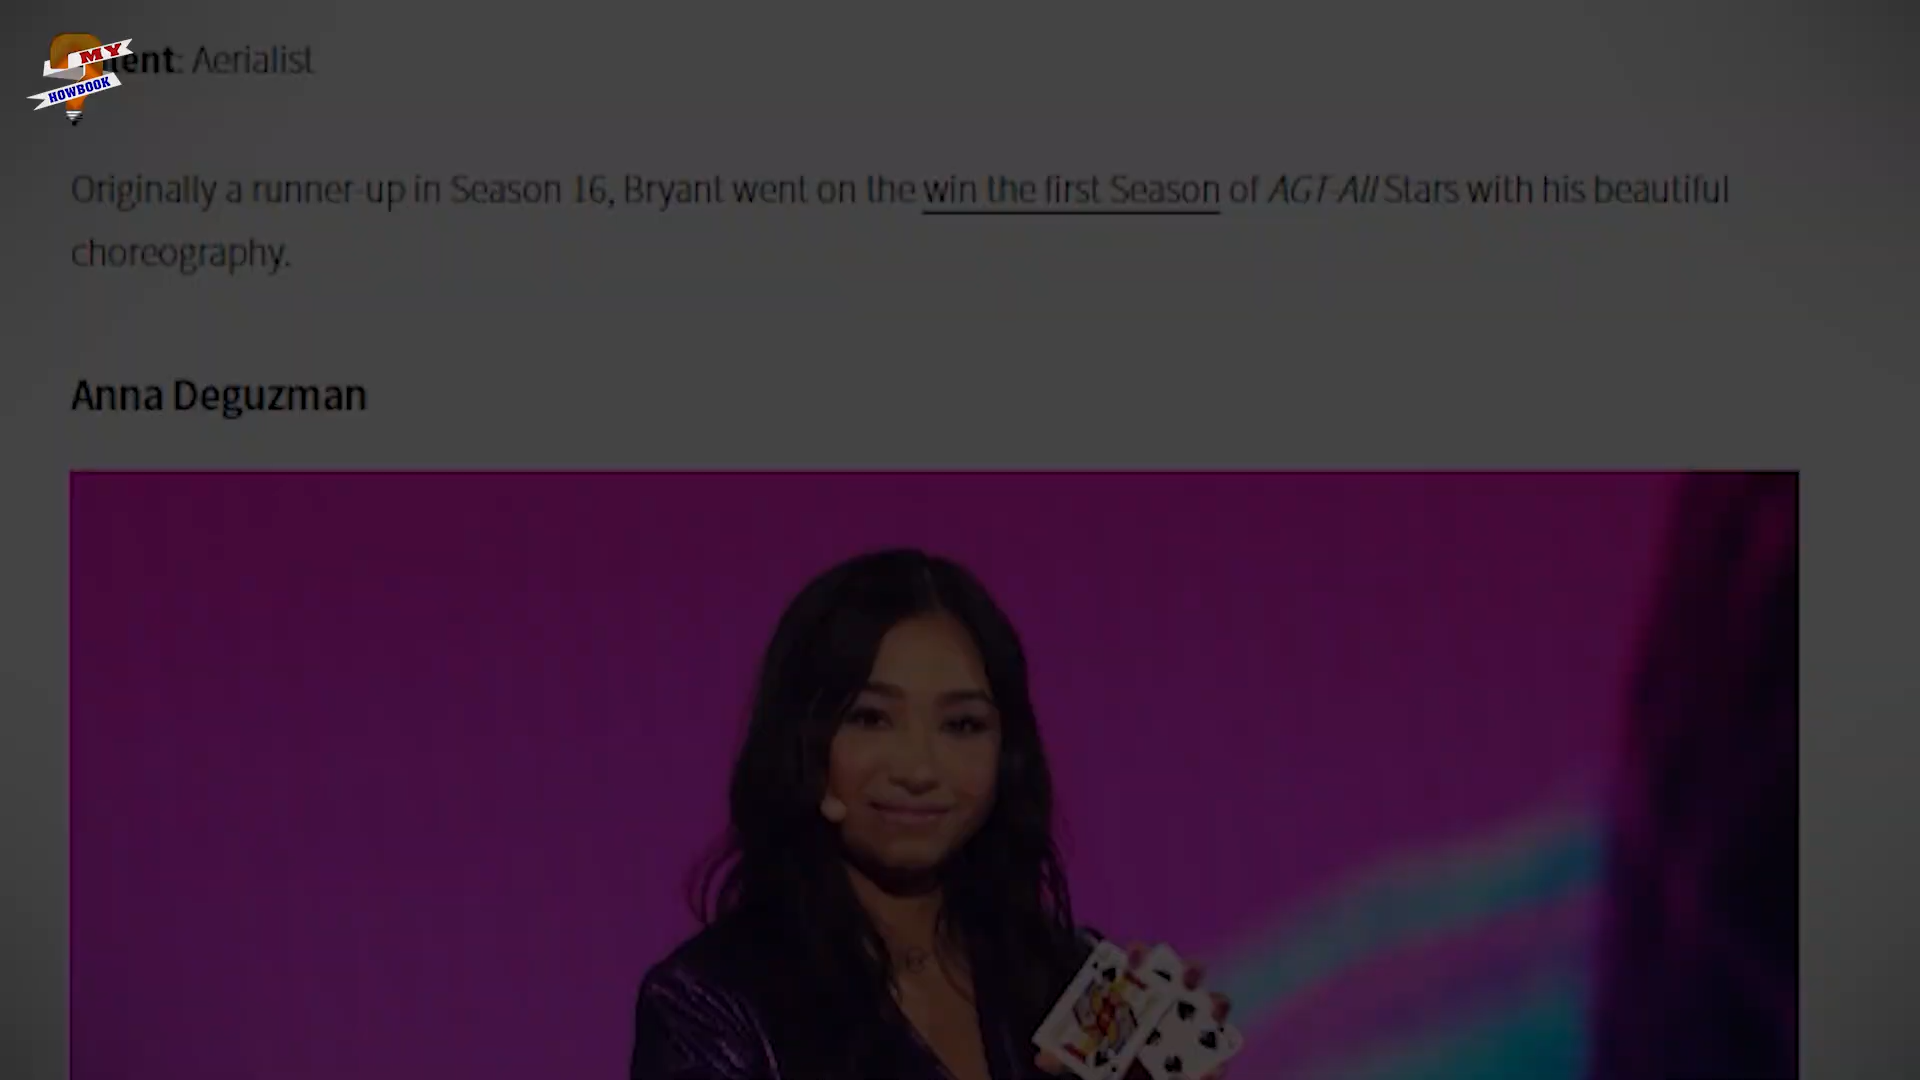 MY
HOWBOOK
ent: Aerialist
Originally a runner-up in Season 16, Bryant went on the win the first Season of AGT-All Stars with his beautiful
choreography.
Anna Deguzman